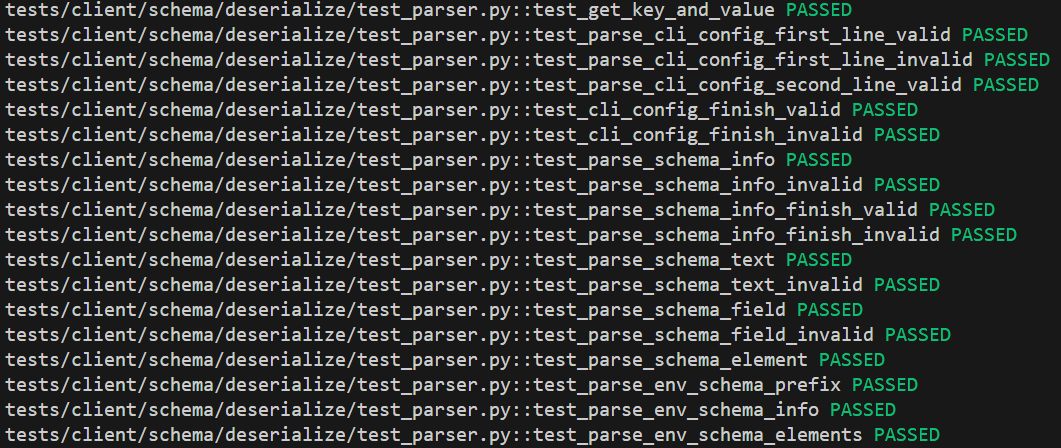 tests/client/schema/deserialize/test_parser.py::test_get_key_and_value PASSED
tests/client/schema/deserialize/test_parser.py::test_parse_cli_config_first_line_valid PASSED
tests/client/schema/deserialize/test_parser.py::test_parse_cli_config_first_line_invalid PASSED
tests/client/schema/deserialize/test_parser.py::test_parse_cli_config_second_line_valid PASSED
tests/client/schema/deserialize/test_parser.py::test_cli_config_finish_valid PASSED
tests/client/schema/deserialize/test_parser.py::test_cli_config_finish_invalid PASSED
tests/client/schema/deserialize/test_parser.py::test_parse_schema_info PASSED
tests/client/schema/deserialize/test_parser.py::test_parse_schema_info_invalid PASSED
tests/client/schema/deserialize/test_parser.py::test_parse_schema_info_finish_valid PASSED
tests/client/schema/deserialize/test_parser.py::test_parse_schema_info_finish_invalid PASSED
tests/client/schema/deserialize/test_parser.py::test_parse_schema_text PASSED
tests/client/schema/deserialize/test_parser.py::test_parse_schema_text_invalid PASSED
tests/client/schema/deserialize/test_parser.py::test_parse_schema_field PASSED
tests/client/schema/deserialize/test_parser.py::test_parse_schema_field_invalid PASSED
tests/client/schema/deserialize/test_parser.py::test_parse_schema_element PASSED
tests/client/schema/deserialize/test_parser.py::test_parse_env_schema_prefix PASSED
tests/client/schema/deserialize/test_parser.py::test_parse_env_schema_info PASSED
tests/client/schema/deserialize/test_parser.py::test_parse_env_schema_elements PASSED